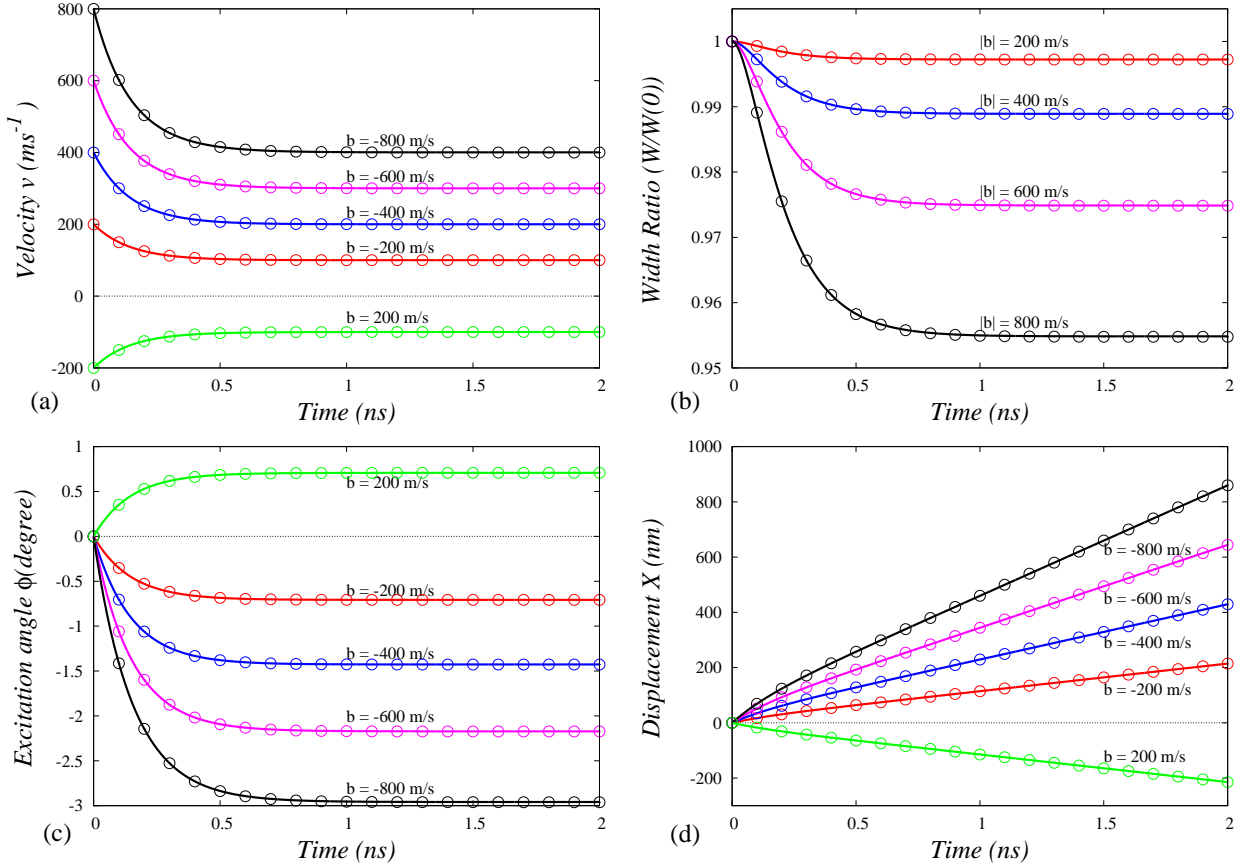 800
600
400
200
0
-200
Velocity v (ms⁻¹)
b = -800 m/s
b = -600 m/s
b = -400 m/s
b = -200 m/s
b = 200 m/s
0 0.5 1 1.5 2
(a) Time (ns)
1
0.99
0.98
0.97
0.96
0.95
Width Ratio (W/W(0))
|b| = 200 m/s
|b| = 400 m/s
|b| = 600 m/s
|b| = 800 m/s
0 0.5 1 1.5 2
(b) Time (ns)
1
0.5
0
-0.5
-1
-1.5
-2
-2.5
-3
Excitation angle ϕ(degree)
b = 200 m/s
b = -200 m/s
b = -400 m/s
b = -600 m/s
b = -800 m/s
0 0.5 1 1.5 2
(c) Time (ns)
1000
800
600
400
200
0
-200
Displacement X (nm)
b = -800 m/s
b = -600 m/s
b = -400 m/s
b = -200 m/s
b = 200 m/s
0 0.5 1 1.5 2
(d) Time (ns)